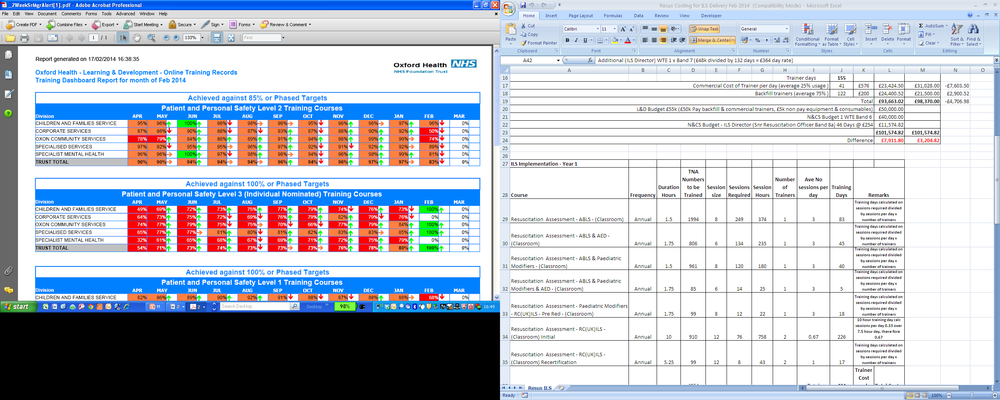 _2WeekSrMgrAlert[1].pdf - Adobe Acrobat Professional
File Edit View Document Comments Forms Tools Advanced Window Help
Create PDF Combine Files Export Start Meeting Secure Sign Forms Review & Comment
1 / 1 133% Find
Report generated on 17/02/2014 16:38:35
Oxford Health NHS
NHS Foundation Trust
Oxford Health - Learning & Development - Online Training Records
Training Dashboard Report for month of Feb 2014
Achieved against 85% or Phased Targets
Patient and Personal Safety Level 2 Training Courses
Division APR MAY JUN JUL AUG SEP OCT NOV DEC JAN FEB MAR
CHILDREN AND FAMILIES SERVICE 95% 96% 100% 98% 98% 98% 95% 96% 96% 97% 96% 0%
CORPORATE SERVICES 87% 86% 90% 88% 87% 93% 87% 88% 90% 92% 50% 0%
OXON COMMUNITY SERVICES 78% 79% 84% 88% 89% 91% 94% 98% 99% 99% 74% 0%
SPECIALISED SERVICES 97% 92% 95% 95% 96% 97% 92% 91% 92% 92% 89% 0%
SPECIALIST MENTAL HEALTH 96% 96% 100% 97% 98% 98% 94% 96% 98% 99% 81% 0%
TRUST TOTAL 90% 90% 94% 94% 94% 96% 94% 96% 97% 97% 83% 0%
Achieved against 100% or Phased Targets
Patient and Personal Safety Level 3 (Individual Nominated) Training Courses
Division APR MAY JUN JUL AUG SEP OCT NOV DEC JAN FEB MAR
CHILDREN AND FAMILIES SERVICE 49% 69% 72% 73% 75% 77% 79% 74% 76% 73% 100% 0%
CORPORATE SERVICES 64% 73% 75% 72% 69% 76% 79% 82% 79% 76% 0% 0%
OXON COMMUNITY SERVICES 74% 77% 79% 75% 75% 70% 66% 77% 79% 84% 100% 0%
SPECIALISED SERVICES 65% 77% 77% 81% 80% 81% 82% 83% 83% 85% 100% 0%
SPECIALIST MENTAL HEALTH 32% 61% 65% 68% 67% 69% 71% 72% 75% 79% 0% 0%
TRUST TOTAL 54% 71% 73% 74% 73% 73% 73% 76% 78% 80% 100% 0%
Achieved against 100% or Phased Targets
Patient and Personal Safety Level 1 Training Courses
Division APR MAY JUN JUL AUG SEP OCT NOV DEC JAN FEB MAR
CHILDREN AND FAMILIES SERVICE 82% 86% 89% 90% 92% 91% 88% 87% 88% 88% 68% 0%
start M 2 2 Search Desktop Desktop 98% 16:49
Resus Costing for ILS Delivery Feb 2014 [Compatibility Mode] - Microsoft Excel
Home Insert Page Layout Formulas Data Review View Developer
Paste Cut Copy Format Painter Clipboard
Calibri 11 B I U Font
Wrap Text Merge & Center Alignment
General % Number
Conditional Formatting Format as Table Cell Styles Styles
Insert Delete Format Cells
AutoSum Fill Clear Sort & Filter Find & Select Editing
A42 fx Additional (ILS Director) WTE 1 x Band 7 (£48k divided by 132 days = £364 day rate)
A B C D E F G H I J K L M N O
16 Trainer days 155
17 Commercial Cost of Trainer per day (average 25% usage ) 41 £576 £23,424.50 £31,028.00 -£7,603.50
18 Backfill trainers (average 75% ) 122 £200 £24,400.52 £21,500.00 £2,900.52
19 Total £93,663.02 £98,370.00 -£4,706.98
20 L&D Budget £55k (£50k Pay backfill & commercial trainers, £5k non pay equipment & consumables) £50,000.00
21 N&CS Budget 1 WTE Band 6 £40,000.00
22 N&CS Budget - ILS Director (Snr Resuscitation Officer Band 8a) 46 Days @ £254 £11,574.82
23 £101,574.82 £101,574.82
24 Difference £7,911.80 £3,204.82
25
26
27 ILS Implementation - Year 1
28 Course Frequency Duration Hours TNA Numbers to be Trained Session size Sessions Required Session Hours Number of Trainers Ave No sessions per day Training Days Remarks
29 Resuscitation Assessment - ABLS - (Classroom) Annual 1.5 1994 8 249 374 1 3 83 Training days calculated on sessions required divided by sessions per day x number of trainers
30 Resuscitation Assessment - ABLS & AED - (Classroom) Annual 1.75 806 6 134 235 1 3 45 Training days calculated on sessions required divided by sessions per day x number of trainers
31 Resuscitation Assessment - ABLS & Paediatric Modifiers - (Classroom) Annual 1.5 961 8 120 180 1 3 40 Training days calculated on sessions required divided by sessions per day x number of trainers
32 Resuscitation Assessment - ABLS & Paediatric Modifiers & AED - (Classroom) Annual 1.75 85 6 14 25 1 3 5 Training days calculated on sessions required divided by sessions per day x number of trainers
33 Resuscitation Assessment - Paediatric Modifiers - RC(UK)ILS - Pre Red - (Classroom) Annual 1.75 99 8 12 22 1 3 18 Training days calculated on sessions required divided by sessions per day x number of trainers
34 Resuscitation Assessment - RC(UK)ILS - (Classroom) Initial Annual 10 910 12 76 758 2 0.67 226 10 hour training day calc sessions per day 0.33 over 7.5 hour day, there fore 0.67
35 Resuscitation Assessment - RC(UK)ILS - (Classroom) Recertification Annual 5.25 99 12 8 43 2 1 17 Training days calculated on sessions required divided by sessions per day x number of trainers
Trainer Cost
Resus ILS
Ready 100%